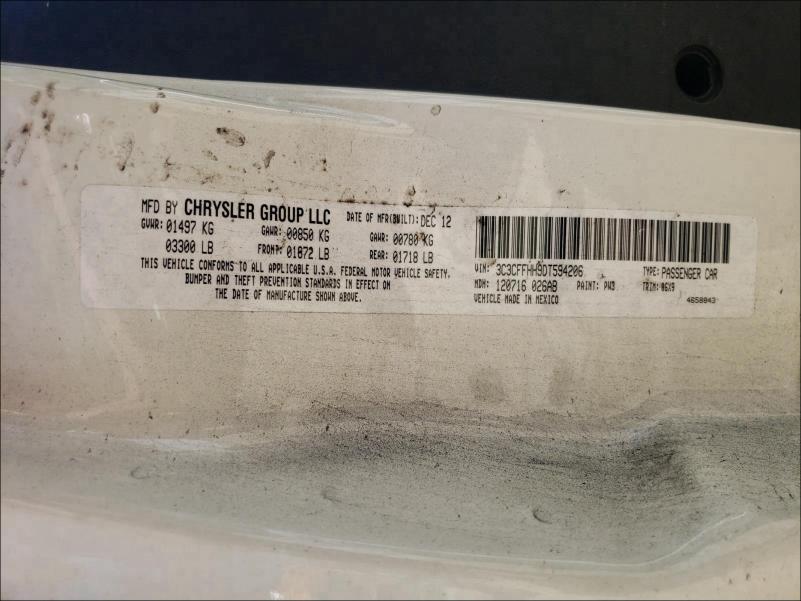 MFD BY CHRYSLER GROUP LLC DATE OF MFR(BUILT): DEC 12
GVWR: 01497 KG GAWR: 00850 KG GAWR: 00780 KG
03300 LB FRONT: 01872 LB REAR: 01718 LB
THIS VEHICLE CONFORMS TO ALL APPLICABLE U.S.A. FEDERAL MOTOR VEHICLE SAFETY,
BUMPER AND THEFT PREVENTION STANDARDS IN EFFECT ON
THE DATE OF MANUFACTURE SHOWN ABOVE.
VIN: 3C3CFFHH9DT594206 TYPE: PASSENGER CAR
MDH: 120716 026AB PAINT: PW3 TRIM: 06X9
VEHICLE MADE IN MEXICO 4658843